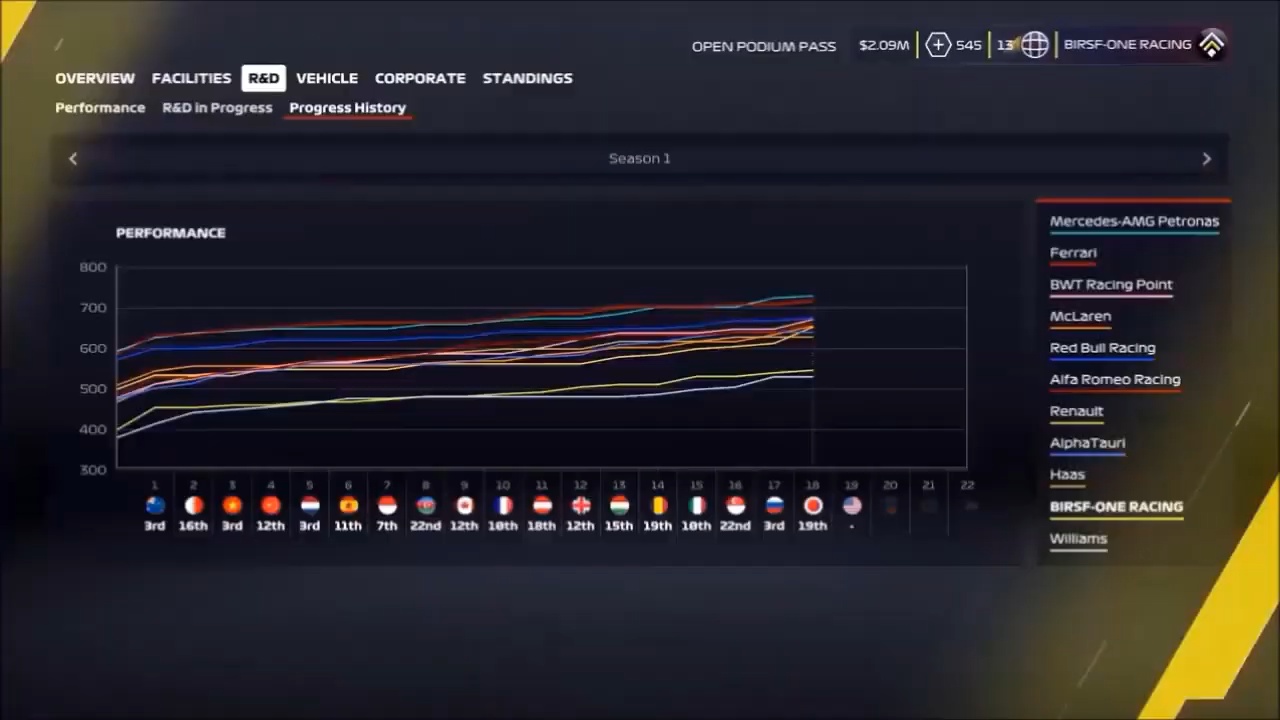 OPEN PODIUM PASS $2.09M 545 13 BIRSF-ONE RACING
OVERVIEW FACILITIES R&D VEHICLE CORPORATE STANDINGS
Performance R&D in Progress Progress History
Season 1
PERFORMANCE
800
700
600
500
400
300
1 2 3 4 5 6 7 8 9 10 11 12 13 14 15 16 17 18 19 20 21 22
3rd 16th 3rd 12th 3rd 11th 7th 22nd 12th 10th 18th 12th 15th 19th 10th 22nd 3rd 19th -
Mercedes-AMG Petronas
Ferrari
BWT Racing Point
McLaren
Red Bull Racing
Alfa Romeo Racing
Renault
AlphaTauri
Haas
BIRSF-ONE RACING
Williams